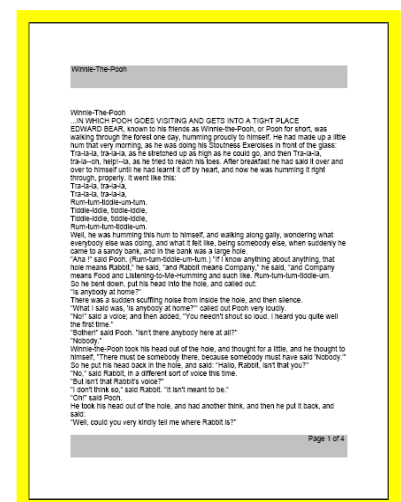 Winnie-The-Pooh
Winnie-The-Pooh
...IN WHICH POOH GOES VISITING AND GETS INTO A TIGHT PLACE
EDWARD BEAR, known to his friends as Winnie-the-Pooh, or Pooh for short, was
walking through the forest one day, humming proudly to himself. He had made up a little
hum that very morning, as he was doing his Stoutness Exercises in front of the glass:
Tra-la-la, tra-la-la, as he stretched up as high as he could go, and then Tra-la-la,
tra-la--oh, help!--la, as he tried to reach his toes. After breakfast he had said it over and
over to himself until he had learnt it off by heart, and now he was humming it right
through, properly. It went like this:
Tra-la-la, tra-la-la,
Tra-la-la, tra-la-la,
Rum-tum-tiddle-um-tum.
Tiddle-iddle, tiddle-iddle,
Tiddle-iddle, tiddle-iddle,
Rum-tum-tum-tiddle-um.
Well, he was humming this hum to himself, and walking along gaily, wondering what
everybody else was doing, and what it felt like, being somebody else, when suddenly he
came to a sandy bank, and in the bank was a large hole.
"Aha !" said Pooh. (Rum-tum-tiddle-um-tum.) "If I know anything about anything, that
hole means Rabbit," he said, "and Rabbit means Company," he said, "and Company
means Food and Listening-to-Me-Humming and such like. Rum-tum-tum-tiddle-um.
So he bent down, put his head into the hole, and called out:
"Is anybody at home?"
There was a sudden scuffling noise from inside the hole, and then silence.
"What I said was, 'Is anybody at home?'" called out Pooh very loudly.
"No!" said a voice; and then added, "You needn't shout so loud. I heard you quite well
the first time."
"Bother!" said Pooh. "Isn't there anybody here at all?"
"Nobody."
Winnie-the-Pooh took his head out of the hole, and thought for a little, and he thought to
himself, "There must be somebody there, because somebody must have said 'Nobody.'"
So he put his head back in the hole, and said: "Hallo, Rabbit, isn't that you?"
"No," said Rabbit, in a different sort of voice this time.
"But isn't that Rabbit's voice?"
"I don't think so," said Rabbit. "It isn't meant to be."
"Oh!" said Pooh.
He took his head out of the hole, and had another think, and then he put it back, and
said:
"Well, could you very kindly tell me where Rabbit is?"
Page 1 of 4